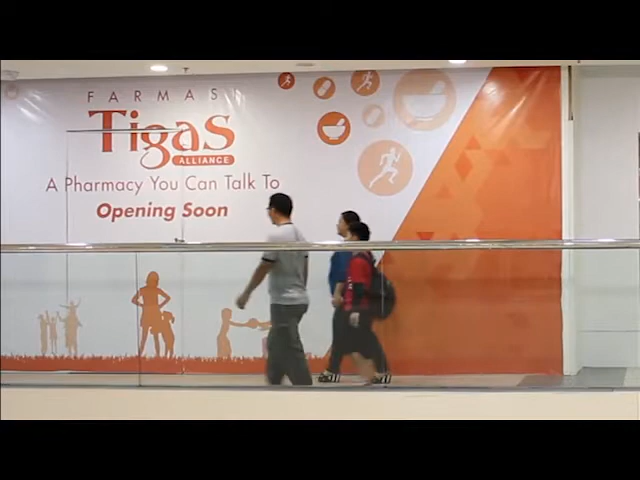 FARMASI
Tigas
ALLIANCE
A Pharmacy You Can Talk To
Opening Soon